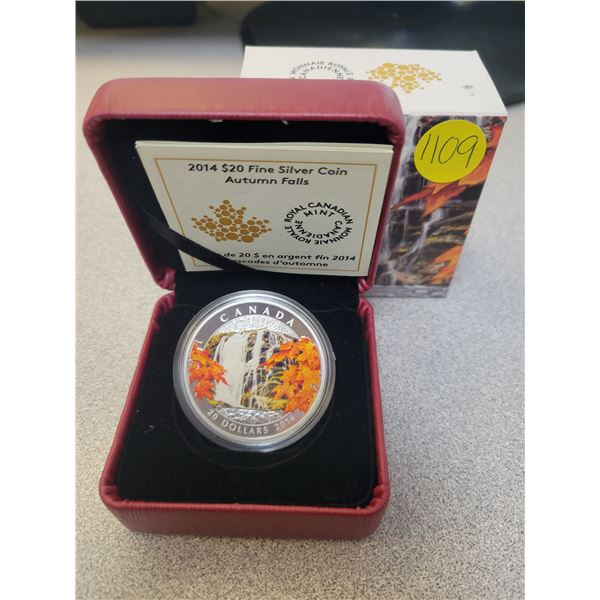 MONNAIE ROYALE CANADIENNE
1109
2014 $20 Fine Silver Coin
Autumn Falls
ROYAL CANADIAN MINT
MONNAIE ROYALE CANADIENNE
de 20 $ en argent fin 2014
cascades d'automne
CANADA
20 DOLLARS 2014